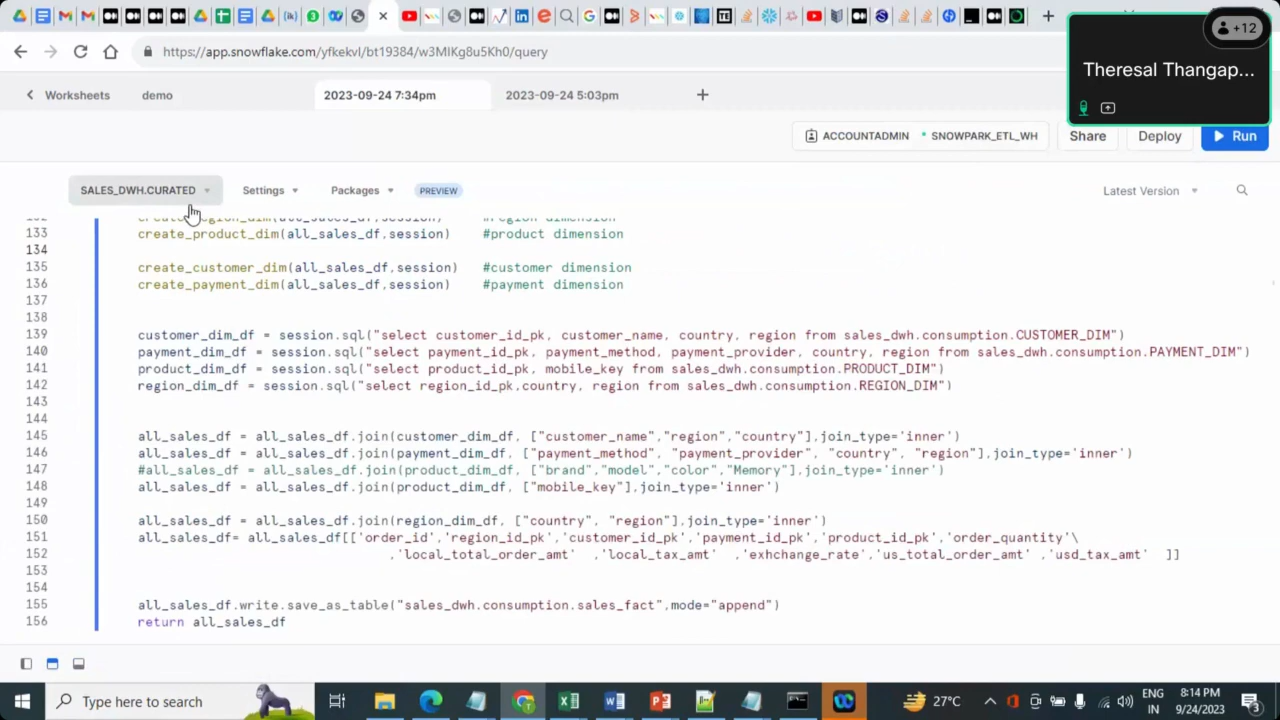 https://app.snowflake.com/yfkekvl/bt19384/w3MIKg8u5Kh0/query
+12
Theresal Thangap...
Worksheets
demo
2023-09-24 7:34pm
2023-09-24 5:03pm
ACCOUNTADMIN
SNOWPARK_ETL_WH
Share
Deploy
Run
SALES_DWH.CURATED
Settings
Packages
PREVIEW
Latest Version
132 create_region_dim(all_sales_df,session) #region dimension
133 create_product_dim(all_sales_df,session) #product dimension
134
135 create_customer_dim(all_sales_df,session) #customer dimension
136 create_payment_dim(all_sales_df,session) #payment dimension
137
138
139 customer_dim_df = session.sql("select customer_id_pk, customer_name, country, region from sales_dwh.consumption.CUSTOMER_DIM")
140 payment_dim_df = session.sql("select payment_id_pk, payment_method, payment_provider, country, region from sales_dwh.consumption.PAYMENT_DIM")
141 product_dim_df = session.sql("select product_id_pk, mobile_key from sales_dwh.consumption.PRODUCT_DIM")
142 region_dim_df = session.sql("select region_id_pk,country, region from sales_dwh.consumption.REGION_DIM")
143
144
145 all_sales_df = all_sales_df.join(customer_dim_df, ["customer_name","region","country"],join_type='inner')
146 all_sales_df = all_sales_df.join(payment_dim_df, ["payment_method", "payment_provider", "country", "region"],join_type='inner')
147 #all_sales_df = all_sales_df.join(product_dim_df, ["brand","model","color","Memory"],join_type='inner')
148 all_sales_df = all_sales_df.join(product_dim_df, ["mobile_key"],join_type='inner')
149
150 all_sales_df = all_sales_df.join(region_dim_df, ["country", "region"],join_type='inner')
151 all_sales_df= all_sales_df[['order_id','region_id_pk','customer_id_pk','payment_id_pk','product_id_pk','order_quantity'\
152 ,'local_total_order_amt' ,'local_tax_amt' ,'exhchange_rate','us_total_order_amt' ,'usd_tax_amt' ]]
153
154
155 all_sales_df.write.save_as_table("sales_dwh.consumption.sales_fact",mode="append")
156 return all_sales_df
Type here to search
27°C
ENG
IN
8:14 PM
9/24/2023
3